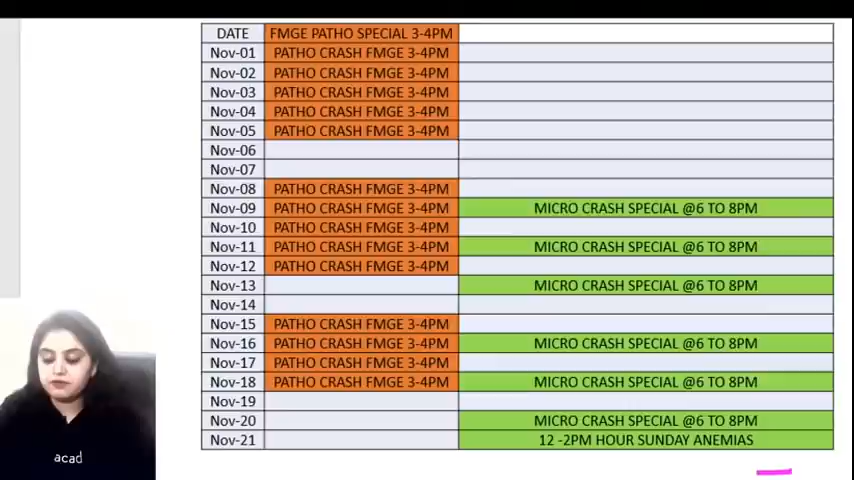 DATE FMGE PATHO SPECIAL 3-4PM
Nov-01 PATHO CRASH FMGE 3-4PM
Nov-02 PATHO CRASH FMGE 3-4PM
Nov-03 PATHO CRASH FMGE 3-4PM
Nov-04 PATHO CRASH FMGE 3-4PM
Nov-05 PATHO CRASH FMGE 3-4PM
Nov-06
Nov-07
Nov-08 PATHO CRASH FMGE 3-4PM
Nov-09 PATHO CRASH FMGE 3-4PM MICRO CRASH SPECIAL @6 TO 8PM
Nov-10 PATHO CRASH FMGE 3-4PM
Nov-11 PATHO CRASH FMGE 3-4PM MICRO CRASH SPECIAL @6 TO 8PM
Nov-12 PATHO CRASH FMGE 3-4PM
Nov-13 MICRO CRASH SPECIAL @6 TO 8PM
Nov-14
Nov-15 PATHO CRASH FMGE 3-4PM
Nov-16 PATHO CRASH FMGE 3-4PM MICRO CRASH SPECIAL @6 TO 8PM
Nov-17 PATHO CRASH FMGE 3-4PM
Nov-18 PATHO CRASH FMGE 3-4PM MICRO CRASH SPECIAL @6 TO 8PM
Nov-19
Nov-20 MICRO CRASH SPECIAL @6 TO 8PM
Nov-21 12 -2PM HOUR SUNDAY ANEMIAS
acad